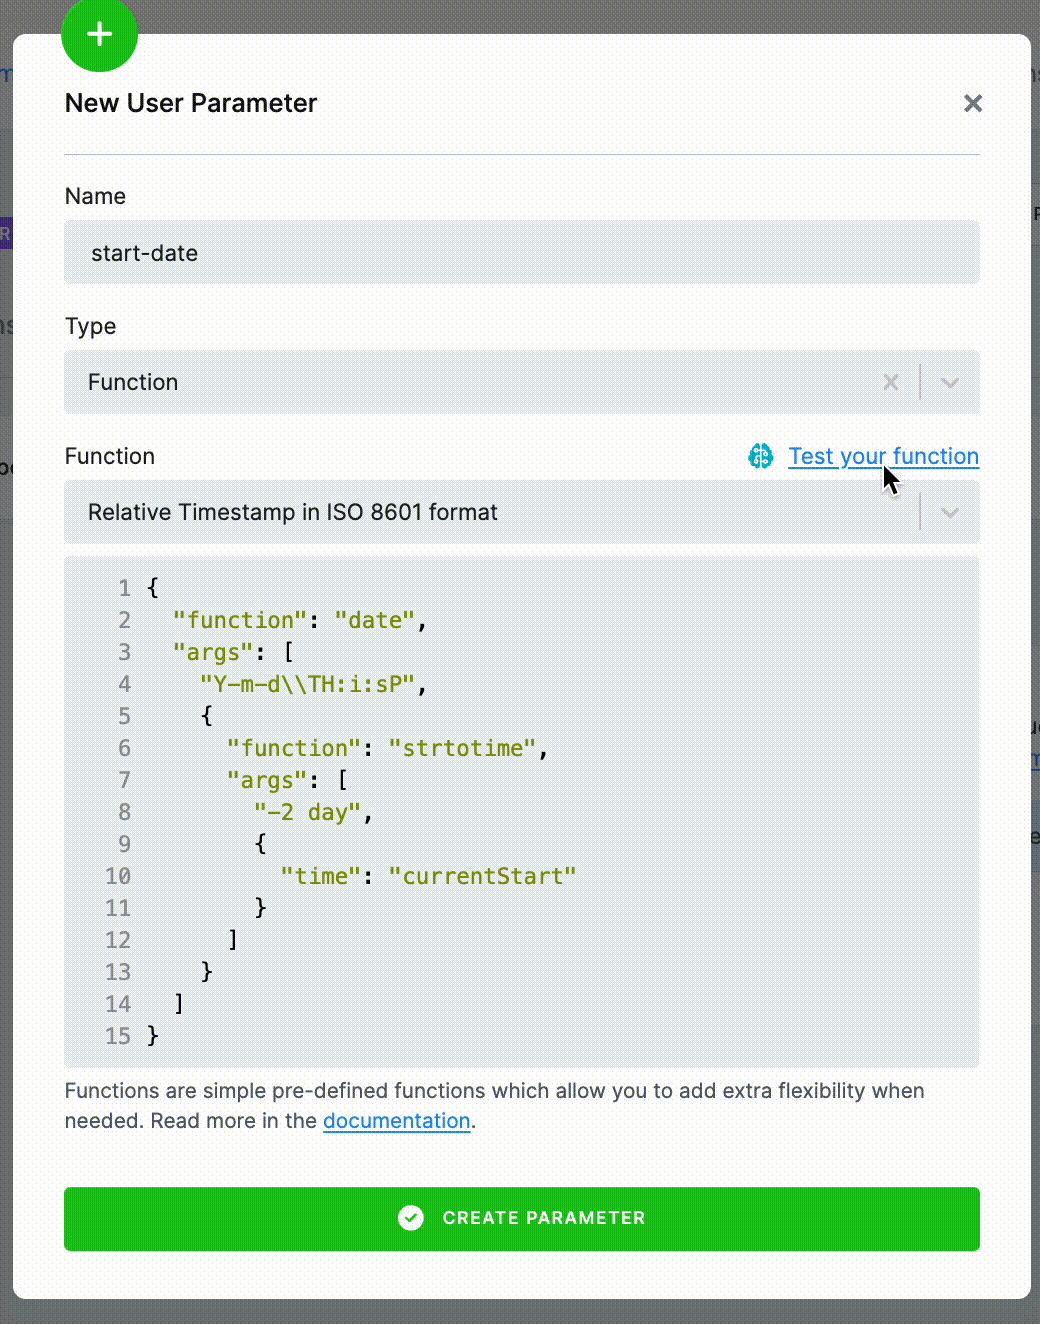 New User Parameter
Name
start-date
Type
Function
Function
Test your function
Relative Timestamp in ISO 8601 format
1 {
2   "function": "date",
3   "args": [
4     "Y-m-d\\TH:i:sP",
5     {
6       "function": "strtotime",
7       "args": [
8         "-2 day",
9         {
10           "time": "currentStart"
11         }
12       ]
13     }
14   ]
15 }
Functions are simple pre-defined functions which allow you to add extra flexibility when
needed. Read more in the documentation.
CREATE PARAMETER